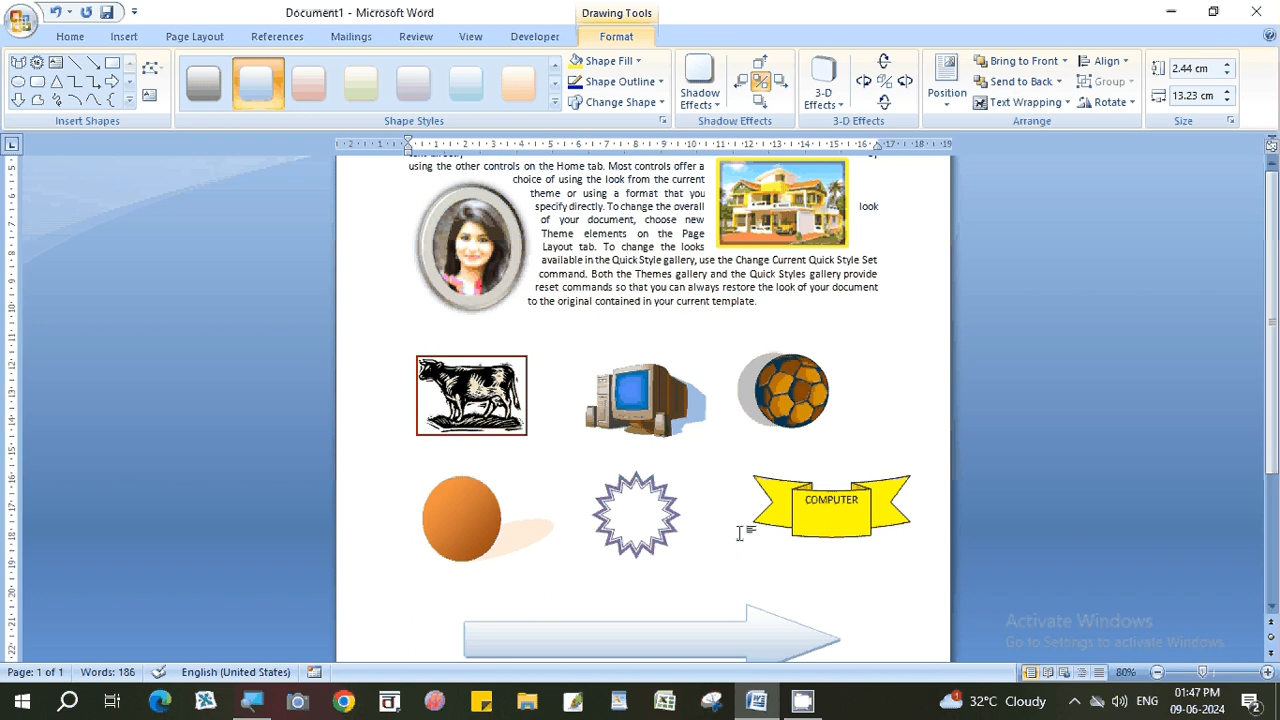 Document1 - Microsoft Word
Drawing Tools
Home
Insert
Page Layout
References
Mailings
Review
View
Developer
Format
Shape Fill
Shape Outline
Change Shape
Shadow
Effects
3-D
Effects
Position
Bring to Front
Send to Back
Text Wrapping
Align
Group
Rotate
2.44 cm
13.23 cm
Insert Shapes
Shape Styles
Shadow Effects
3-D Effects
Arrange
Size
using the other controls on the Home tab. Most controls offer a
choice of using the look from the current
theme or using a format that you
specify directly. To change the overall look
of your document, choose new
Theme elements on the Page
Layout tab. To change the looks
available in the Quick Style gallery, use the Change Current Quick Style Set
command. Both the Themes gallery and the Quick Styles gallery provide
reset commands so that you can always restore the look of your document
to the original contained in your current template.
COMPUTER
Activate Windows
Go to Settings to activate Windows.
Page: 1 of 1
Words: 186
English (United States)
80%
32°C Cloudy
ENG
01:47 PM
09-06-2024
2